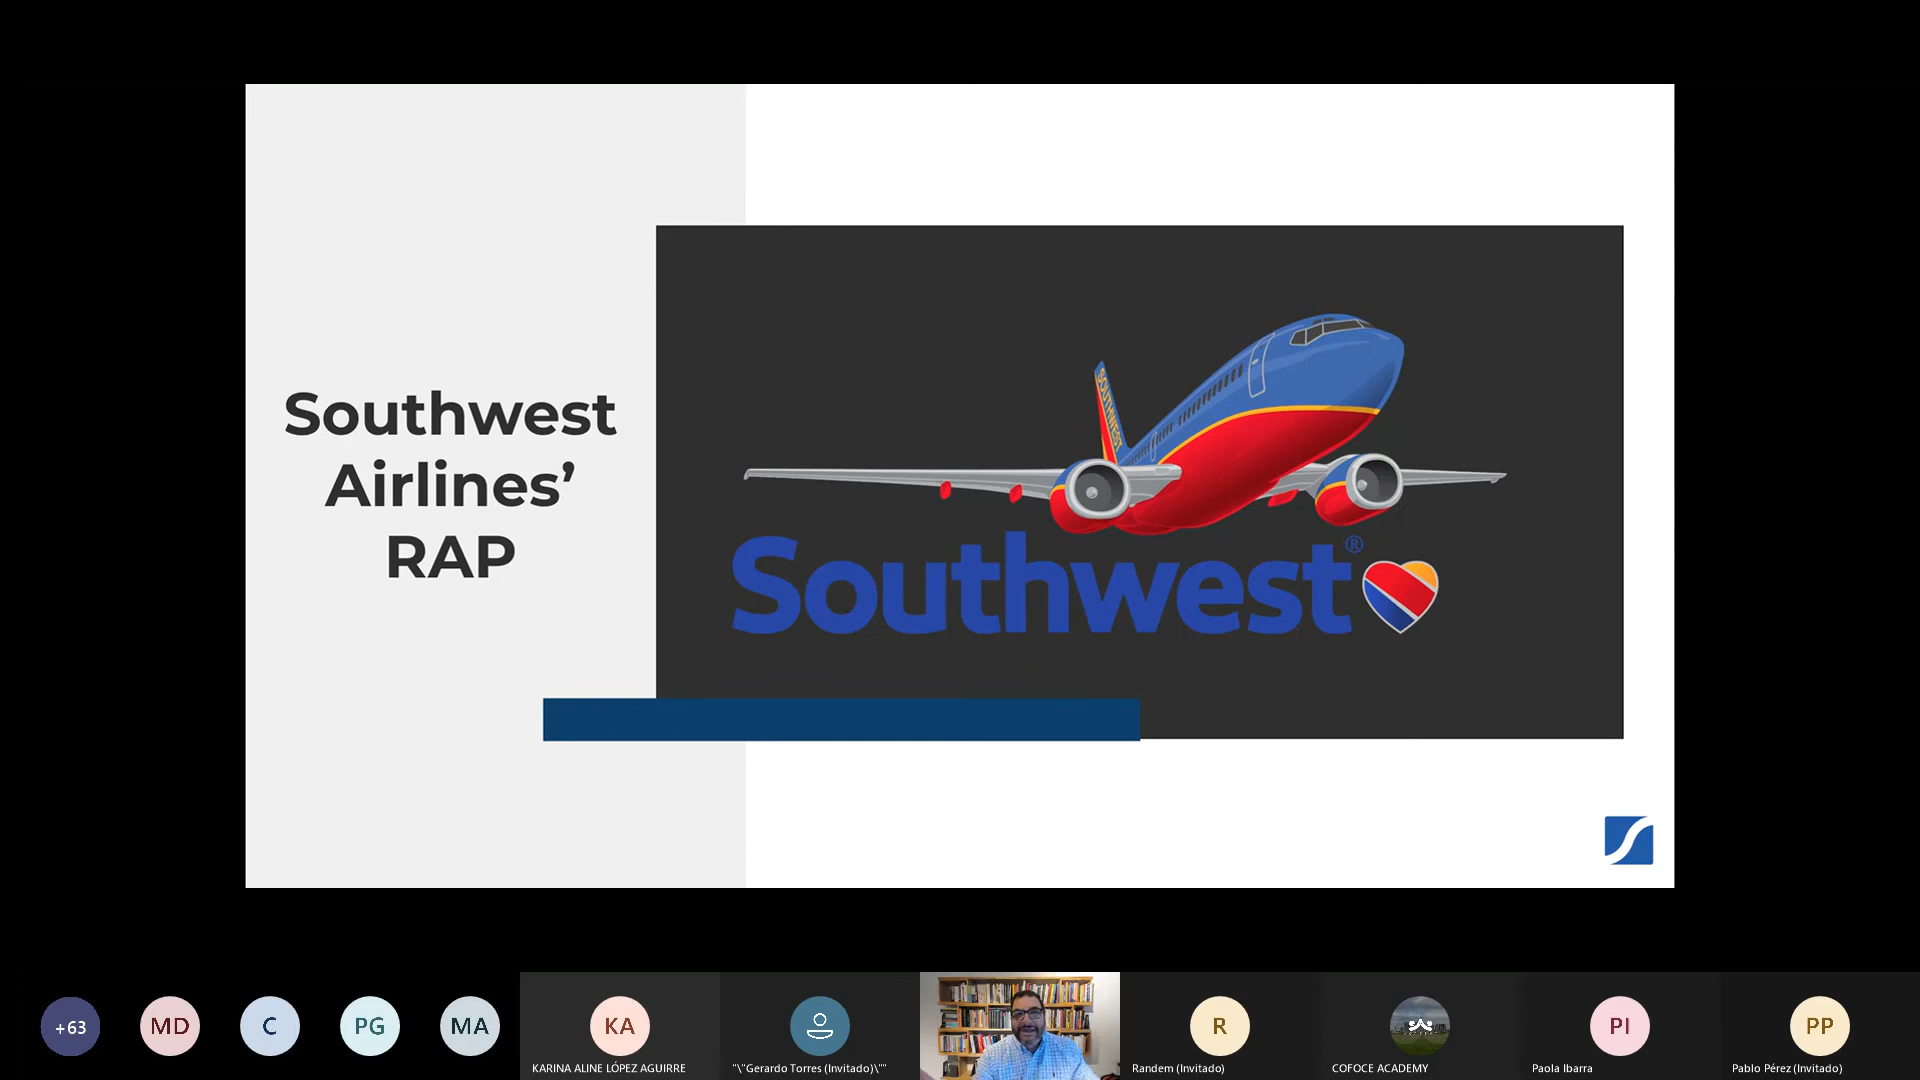 Southwest
Airlines’
RAP
SOUTHWEST
Southwest®
+63
MD
C
PG
MA
KA
KARINA ALINE LÓPEZ AGUIRRE
"\"Gerardo Torres (Invitado)\""
R
Randem (Invitado)
COFOCE ACADEMY
PI
Paola Ibarra
PP
Pablo Pérez (Invitado)